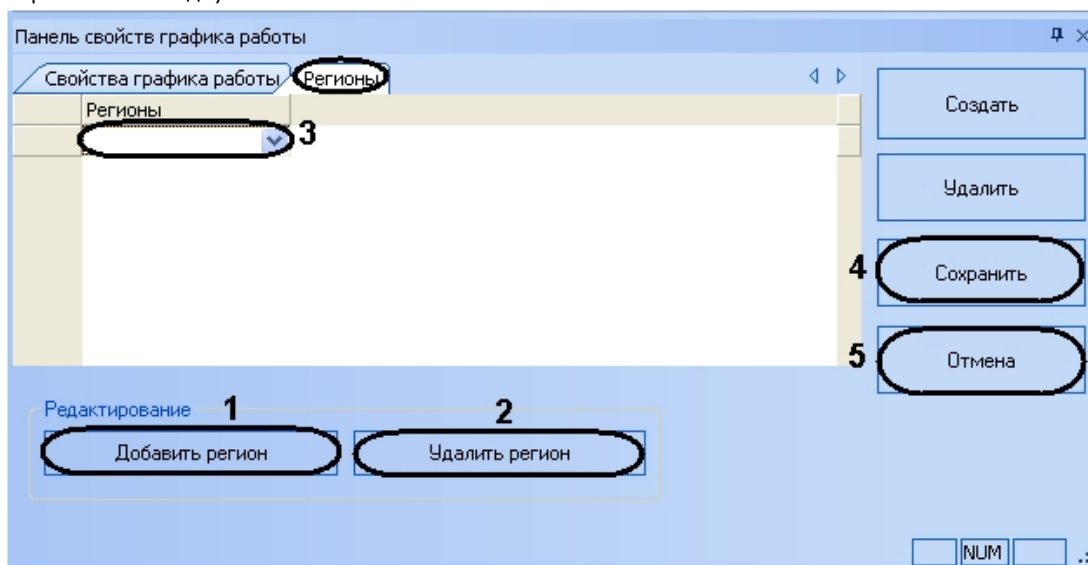 Панель свойств графика работы
Свойства графика работы Регионы
Регионы
3
Создать
Удалить
4 Сохранить
5 Отмена
Редактирование 1 2
Добавить регион Удалить регион
NUM